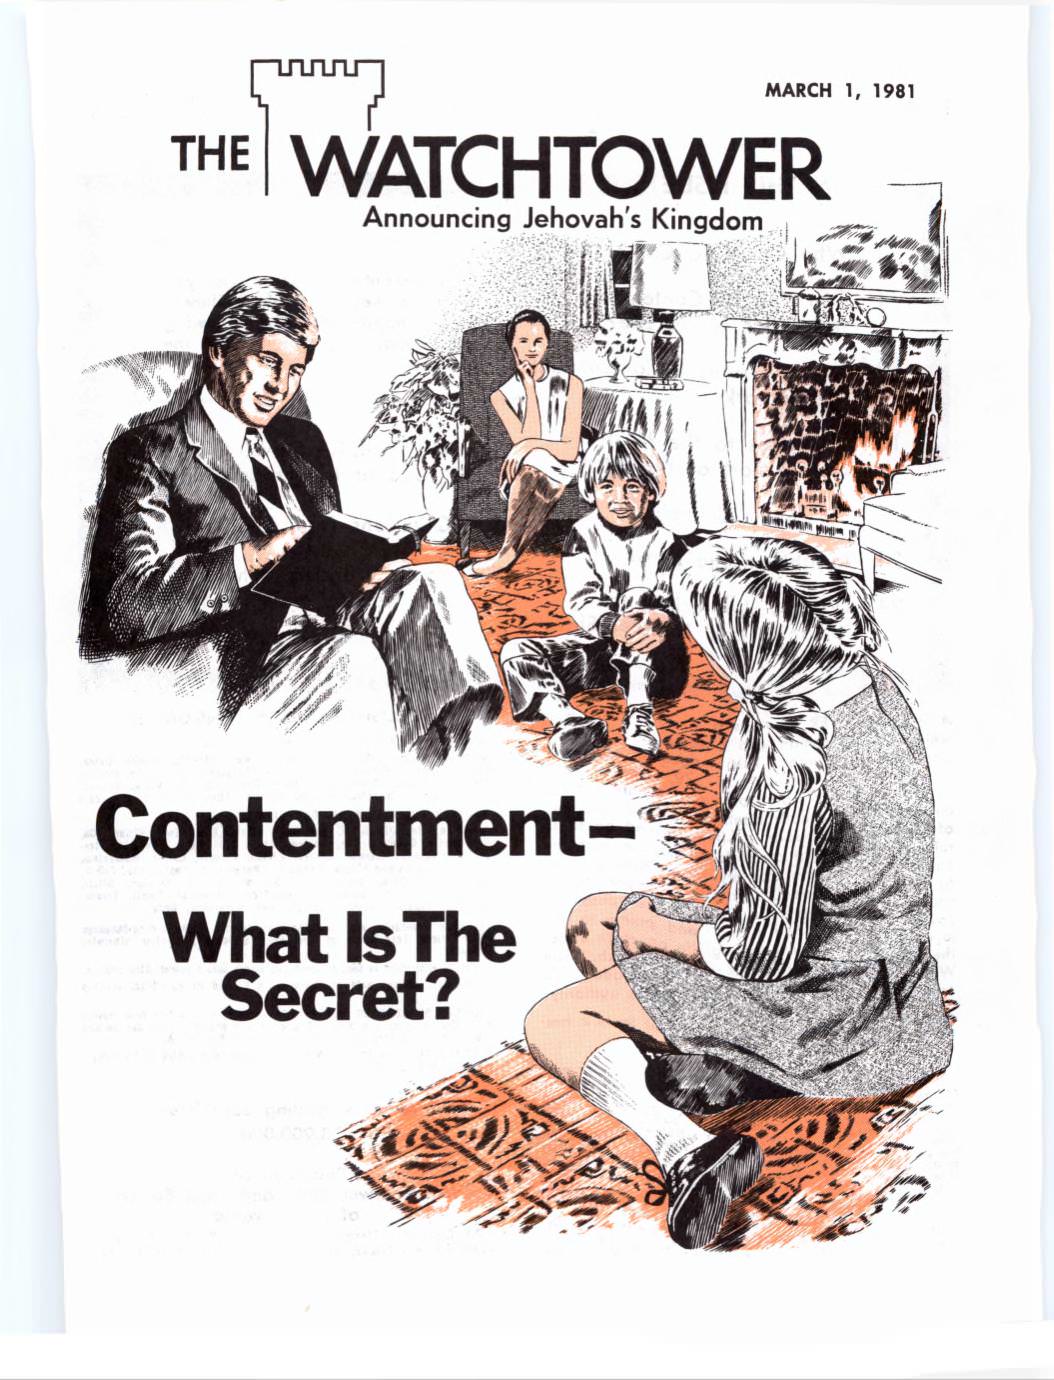 MARCH 1, 1981
THE WATCHTOWER
Announcing Jehovah's Kingdom
Contentment–
What Is The
Secret?